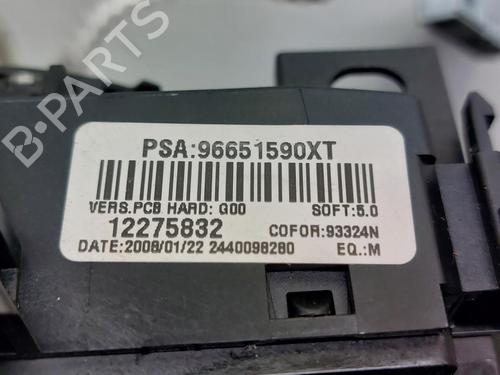 PSA:96651590XT
VERS.PCB HARD: G00 SOFT:5.0
12275832 COFOR:93324N
DATE:2008/01/22 2440098280 EQ.:M
B-PARTS